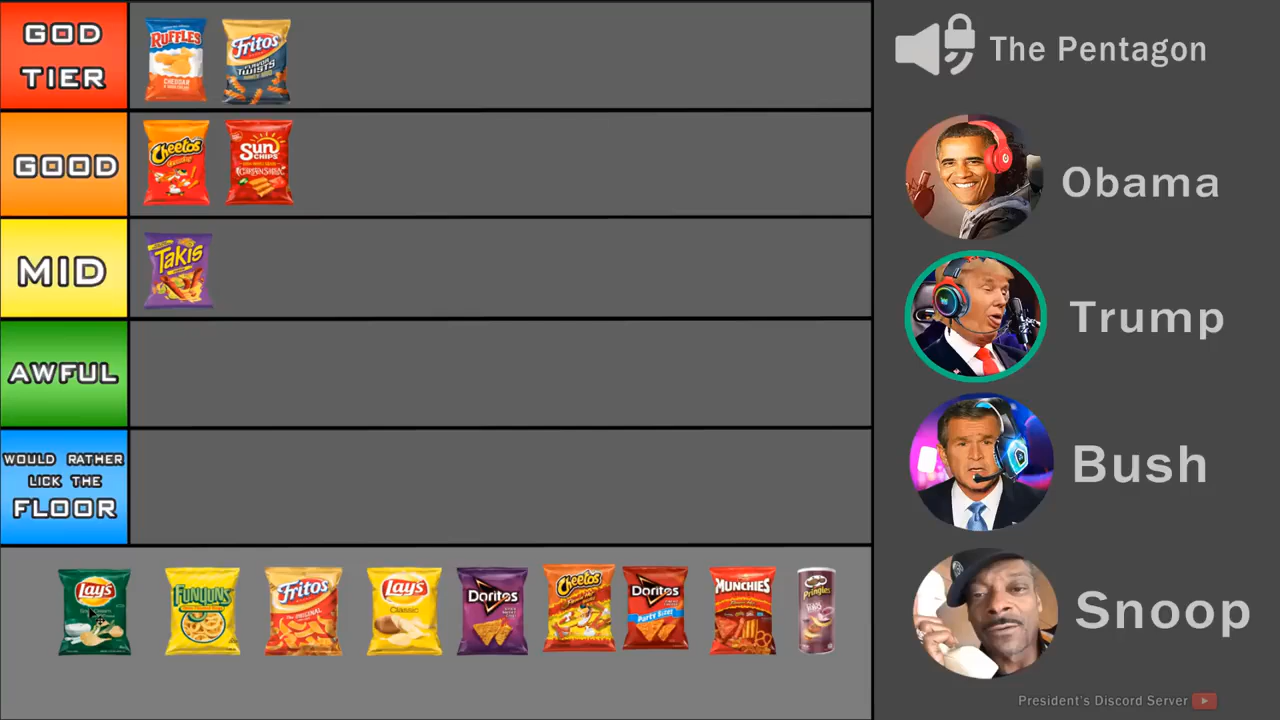 GOD
TIER
RUFFLES
CHEDDAR
Fritos
FLAVOR
TWISTS
GOOD
Cheetos
Sun
CHIPS
MID
Takis
AWFUL
WOULD RATHER
LICK THE
FLOOR
Lay's
FUNYUNS
Fritos
ORIGINAL
Lay's
Classic
Doritos
Cheetos
Doritos
Party Size!
MUNCHIES
Pringles
The Pentagon
Obama
Trump
Bush
Snoop
President's Discord Server